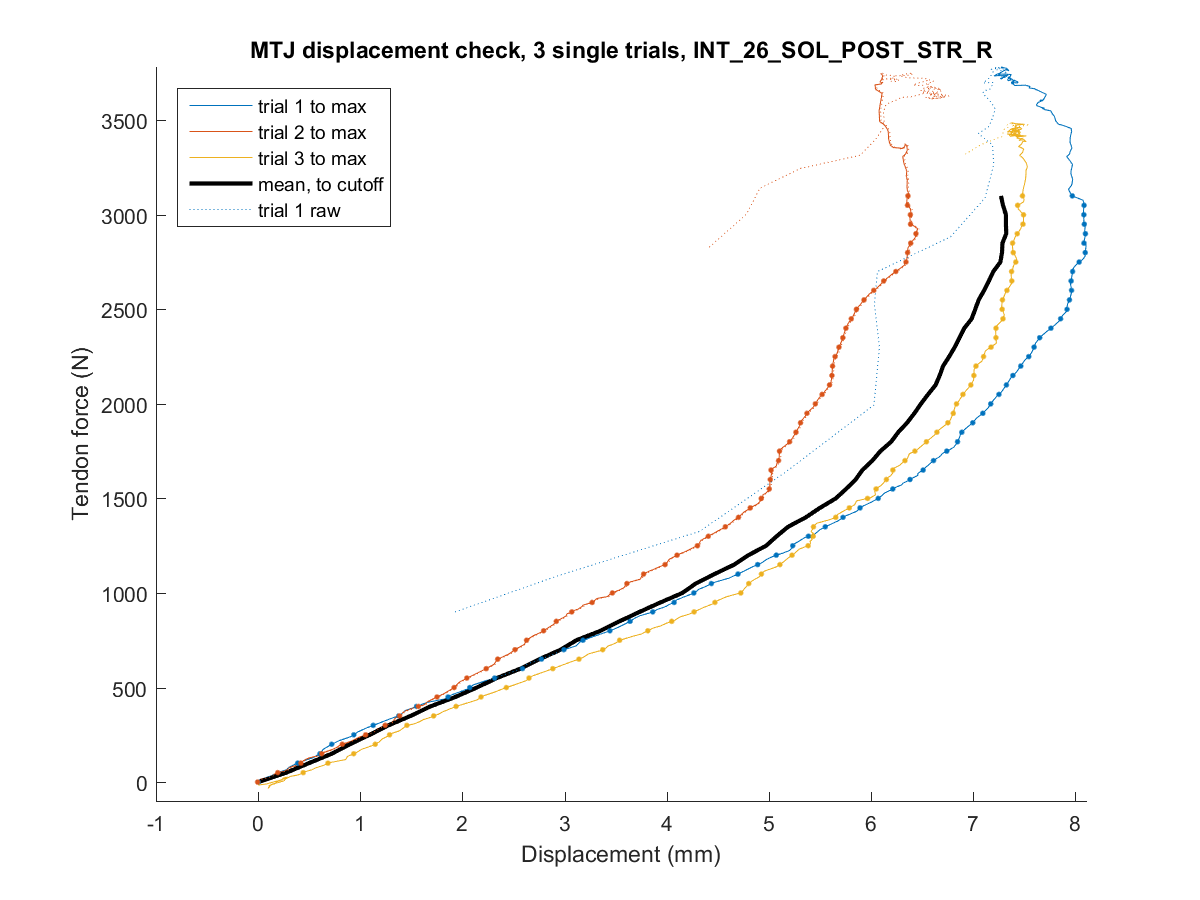 MTJ displacement check, 3 single trials, INT_26_SOL_POST_STR_R
trial 1 to max
trial 2 to max
trial 3 to max
mean, to cutoff
trial 1 raw
Tendon force (N)
3500
3000
2500
2000
1500
1000
500
0
-1 0 1 2 3 4 5 6 7 8
Displacement (mm)